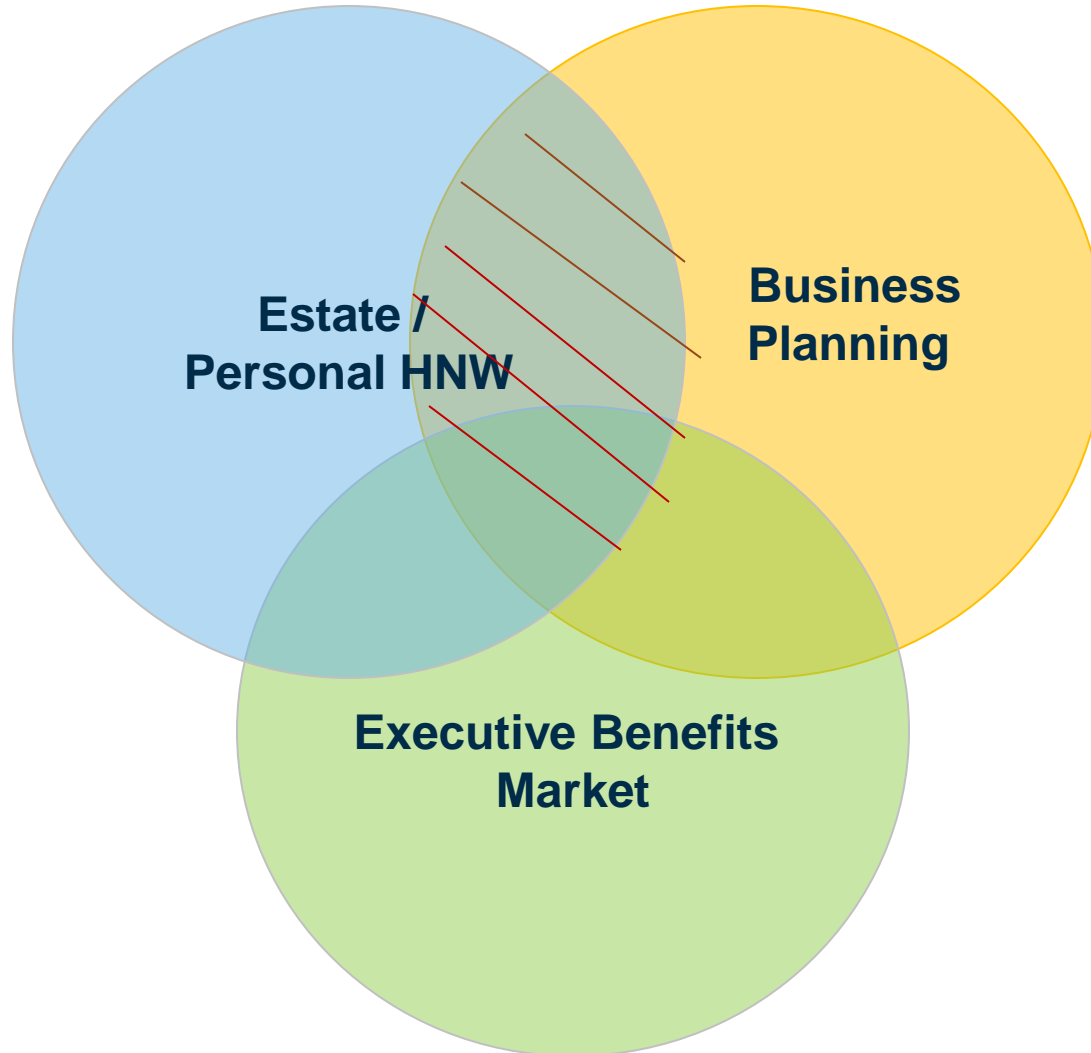 Estate /
Personal HNW
Business
Planning
Executive Benefits
Market